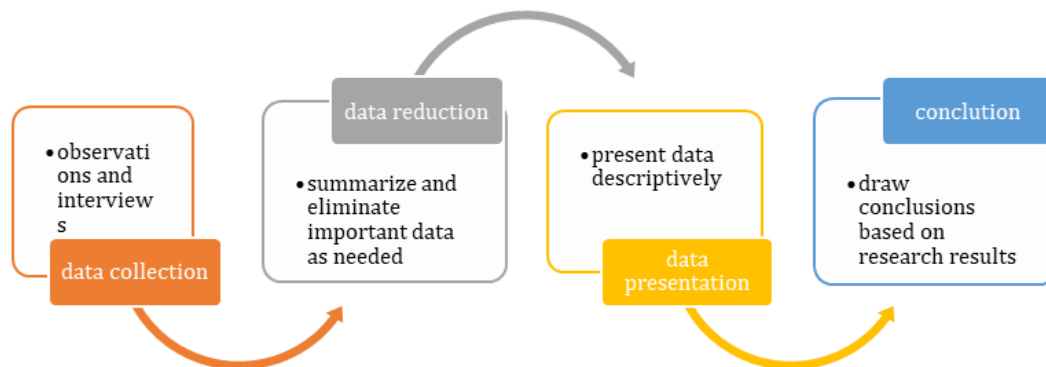 •observati
ons and
interview
s
data collection
data reduction
•summarize and
eliminate
important data
as needed
•present data
descriptively
data
presentation
conclution
•draw
conclusions
based on
research results